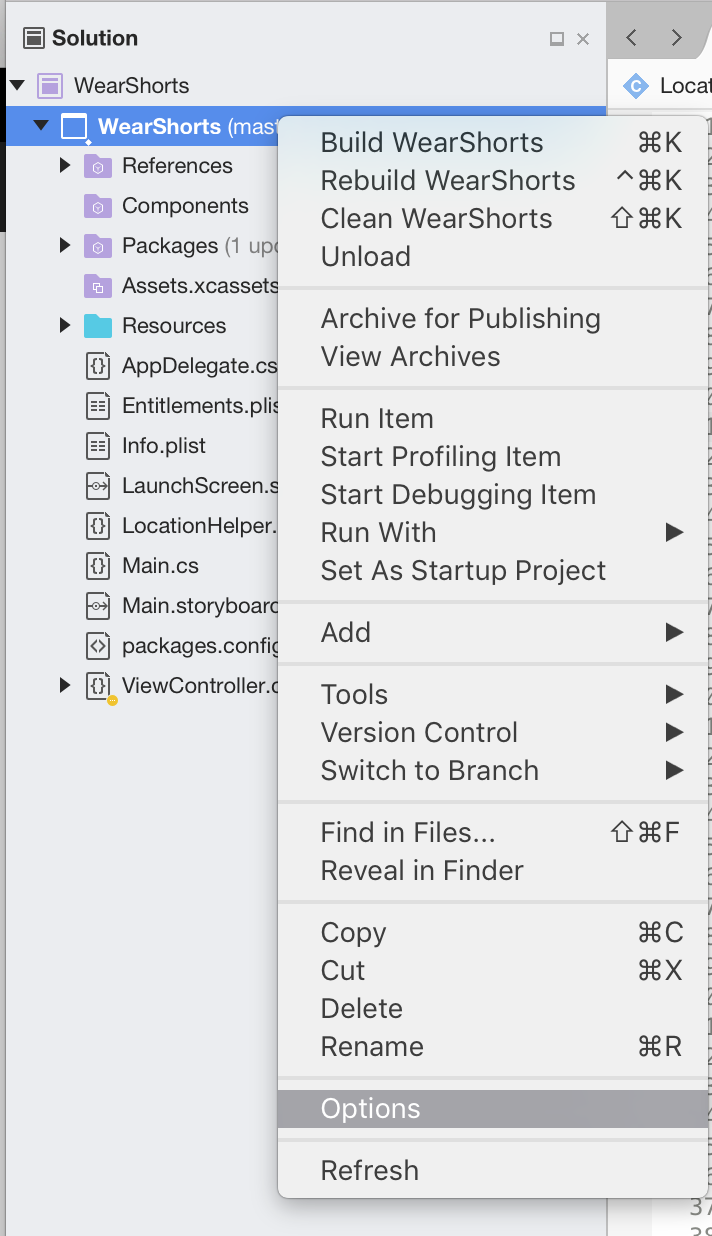 Solution
WearShorts
WearShorts (mast
References
Components
Packages (1 upd
Assets.xcassets
Resources
AppDelegate.cs
Entitlements.plis
Info.plist
LaunchScreen.s
LocationHelper.
Main.cs
Main.storyboard
packages.config
ViewController.c
Build WearShorts ⌘K
Rebuild WearShorts ^⌘K
Clean WearShorts ⇧⌘K
Unload
Archive for Publishing
View Archives
Run Item
Start Profiling Item
Start Debugging Item
Run With
Set As Startup Project
Add
Tools
Version Control
Switch to Branch
Find in Files... ⇧⌘F
Reveal in Finder
Copy ⌘C
Cut ⌘X
Delete
Rename ⌘R
Options
Refresh
C Locat
37
38